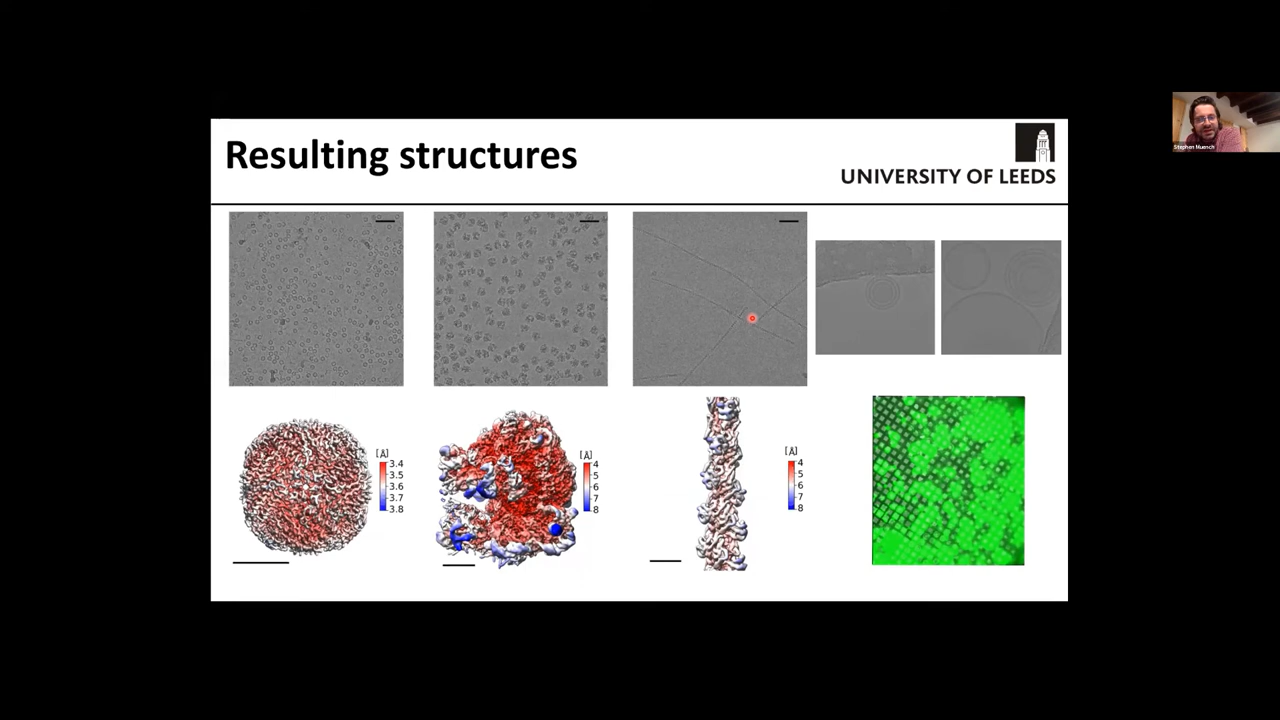 Resulting structures
UNIVERSITY OF LEEDS
Stephen Muench
[Å]
3.4
3.5
3.6
3.7
3.8
[Å]
4
5
6
7
8
[Å]
4
5
6
7
8